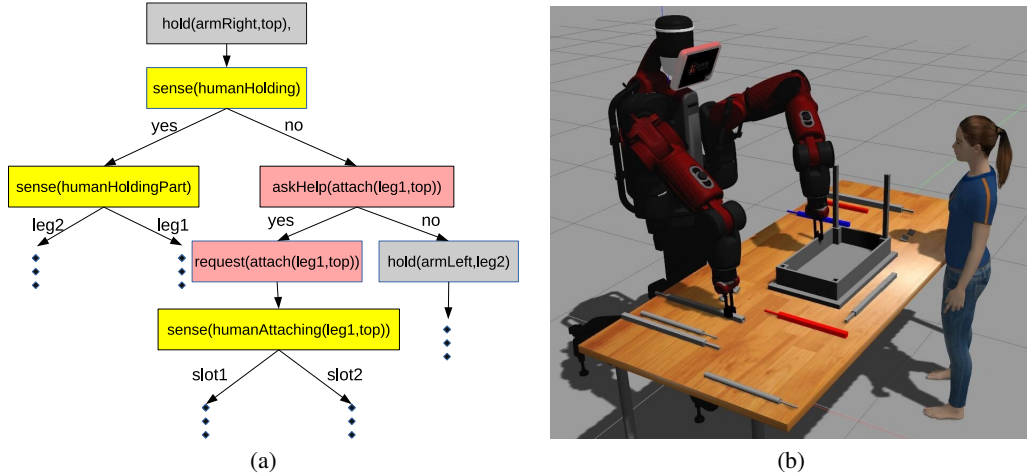 hold(armRight,top),
sense(humanHolding)
yes
no
sense(humanHoldingPart)
askHelp(attach(leg1,top))
leg2
leg1
yes
no
request(attach(leg1,top))
hold(armLeft,leg2)
sense(humanAttaching(leg1,top))
slot1
slot2
(a)
(b)